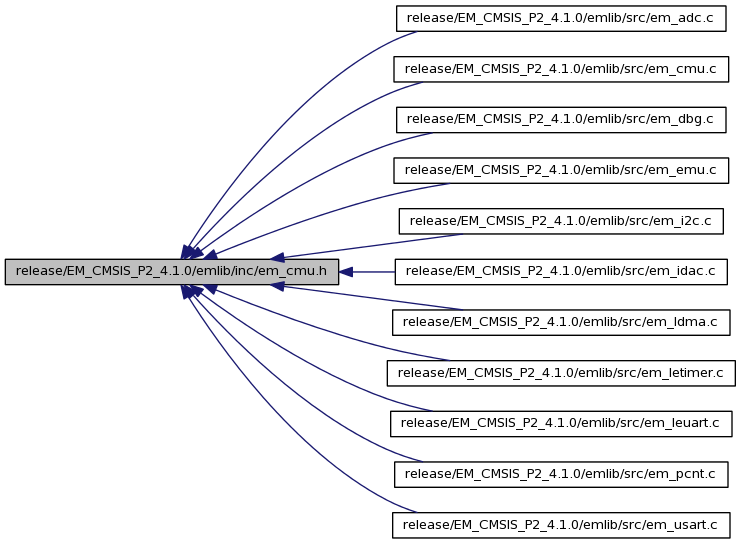 release/EM_CMSIS_P2_4.1.0/emlib/src/em_adc.c
release/EM_CMSIS_P2_4.1.0/emlib/src/em_cmu.c
release/EM_CMSIS_P2_4.1.0/emlib/src/em_dbg.c
release/EM_CMSIS_P2_4.1.0/emlib/src/em_emu.c
release/EM_CMSIS_P2_4.1.0/emlib/src/em_i2c.c
release/EM_CMSIS_P2_4.1.0/emlib/inc/em_cmu.h
release/EM_CMSIS_P2_4.1.0/emlib/src/em_idac.c
release/EM_CMSIS_P2_4.1.0/emlib/src/em_ldma.c
release/EM_CMSIS_P2_4.1.0/emlib/src/em_letimer.c
release/EM_CMSIS_P2_4.1.0/emlib/src/em_leuart.c
release/EM_CMSIS_P2_4.1.0/emlib/src/em_pcnt.c
release/EM_CMSIS_P2_4.1.0/emlib/src/em_usart.c